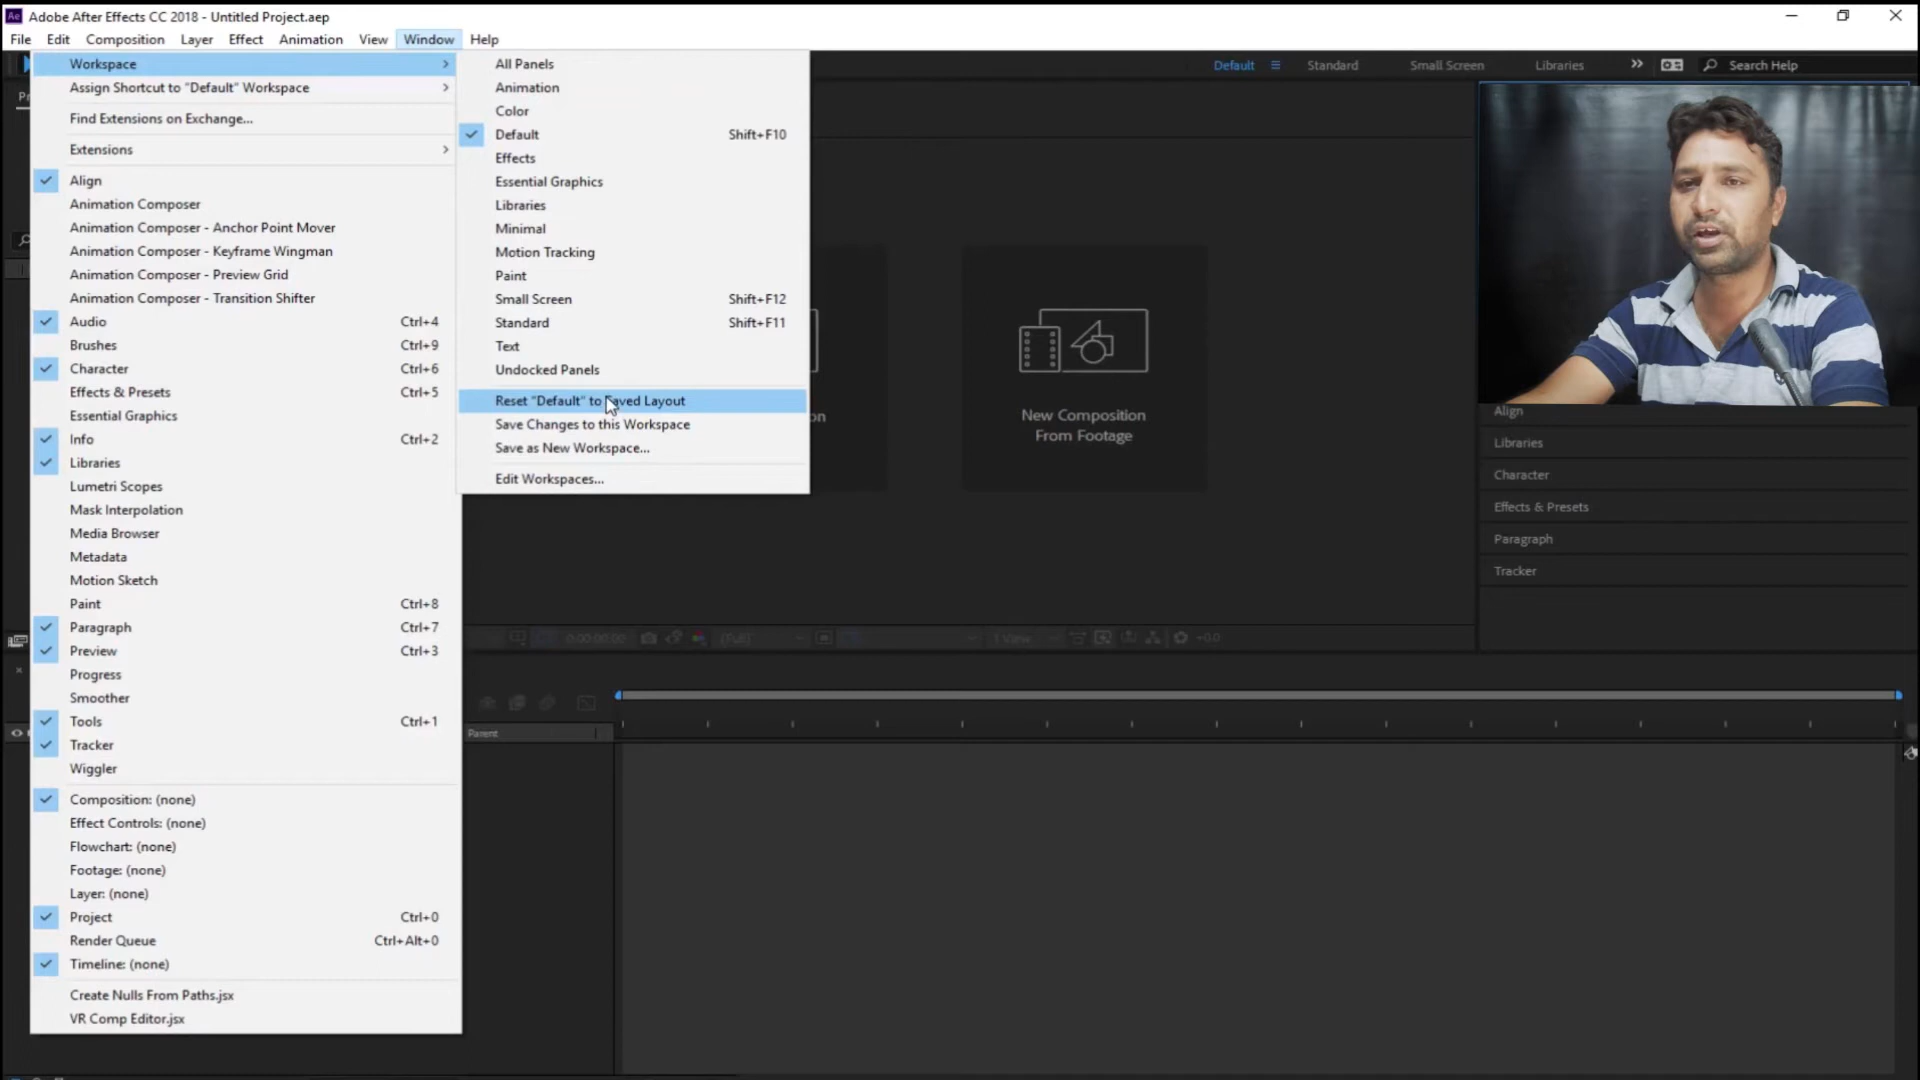 Adobe After Effects CC 2018 - Untitled Project.aep
File Edit Composition Layer Effect Animation View Window Help
Workspace
Assign Shortcut to "Default" Workspace
Find Extensions on Exchange...
Extensions
Align
Animation Composer
Animation Composer - Anchor Point Mover
Animation Composer - Keyframe Wingman
Animation Composer - Preview Grid
Animation Composer - Transition Shifter
Audio Ctrl+4
Brushes Ctrl+9
Character Ctrl+6
Effects & Presets Ctrl+5
Essential Graphics
Info Ctrl+2
Libraries
Lumetri Scopes
Mask Interpolation
Media Browser
Metadata
Motion Sketch
Paint Ctrl+8
Paragraph Ctrl+7
Preview Ctrl+3
Progress
Smoother
Tools Ctrl+1
Tracker
Wiggler
Composition: (none)
Effect Controls: (none)
Flowchart: (none)
Footage: (none)
Layer: (none)
Project Ctrl+0
Render Queue Ctrl+Alt+0
Timeline: (none)
Create Nulls From Paths.jsx
VR Comp Editor.jsx
All Panels
Animation
Color
Default Shift+F10
Effects
Essential Graphics
Libraries
Minimal
Motion Tracking
Paint
Small Screen Shift+F12
Standard Shift+F11
Text
Undocked Panels
Reset "Default" to Saved Layout
Save Changes to this Workspace
Save as New Workspace...
Edit Workspaces...
Default Standard Small Screen Libraries Search Help
New Composition
From Footage
Align
Libraries
Character
Effects & Presets
Paragraph
Tracker
0:00:00:00 (Full) 1 View +0.0
Parent